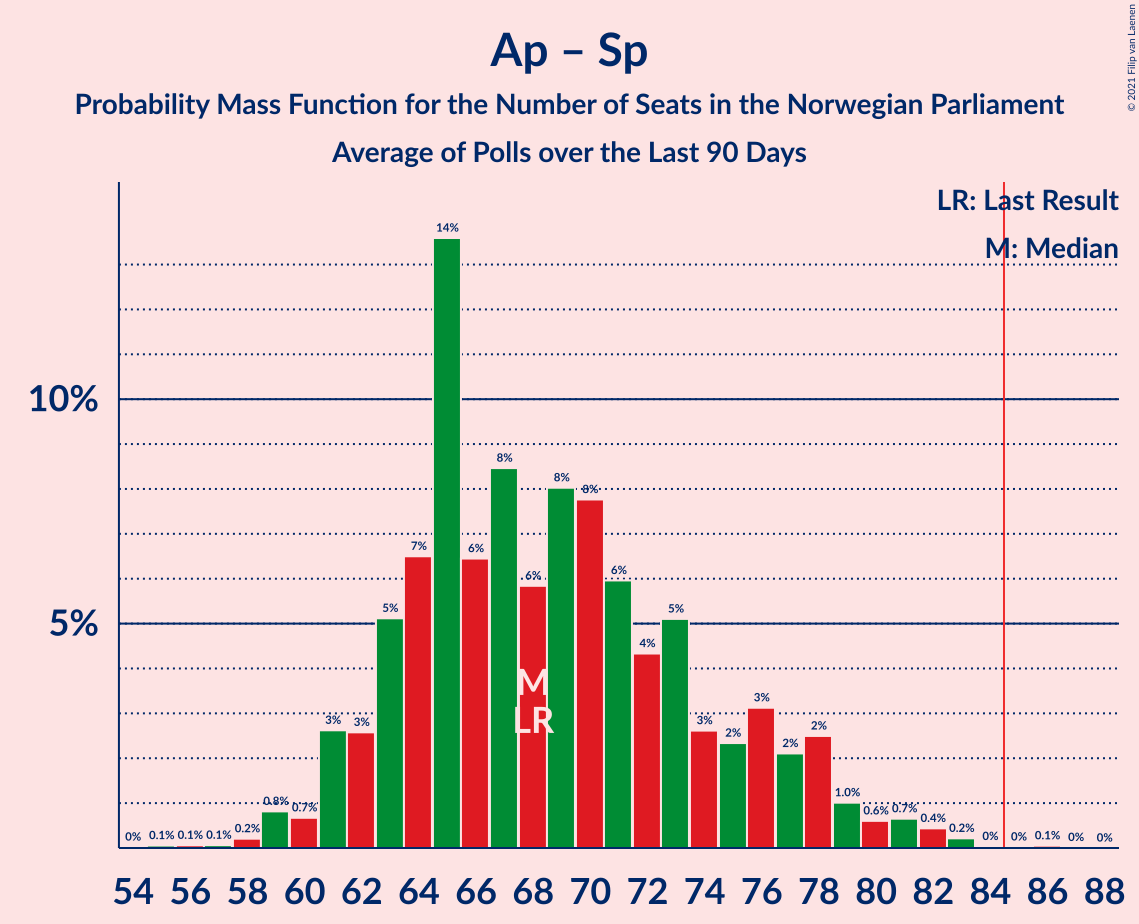 Ap – Sp
Probability Mass Function for the Number of Seats in the Norwegian Parliament
Average of Polls over the Last 90 Days
© 2021 Filip van Laenen
LR: Last Result
M: Median
10%
5%
0% 0.1% 0.1% 0.1% 0.2% 0.8% 0.7% 3% 3% 5% 7% 14% 6% 8% 6% 8% 8% 6% 4% 5% 3% 2% 3% 2% 2% 1.0% 0.6% 0.7% 0.4% 0.2% 0% 0% 0.1% 0% 0%
M
LR
54 56 58 60 62 64 66 68 70 72 74 76 78 80 82 84 86 88